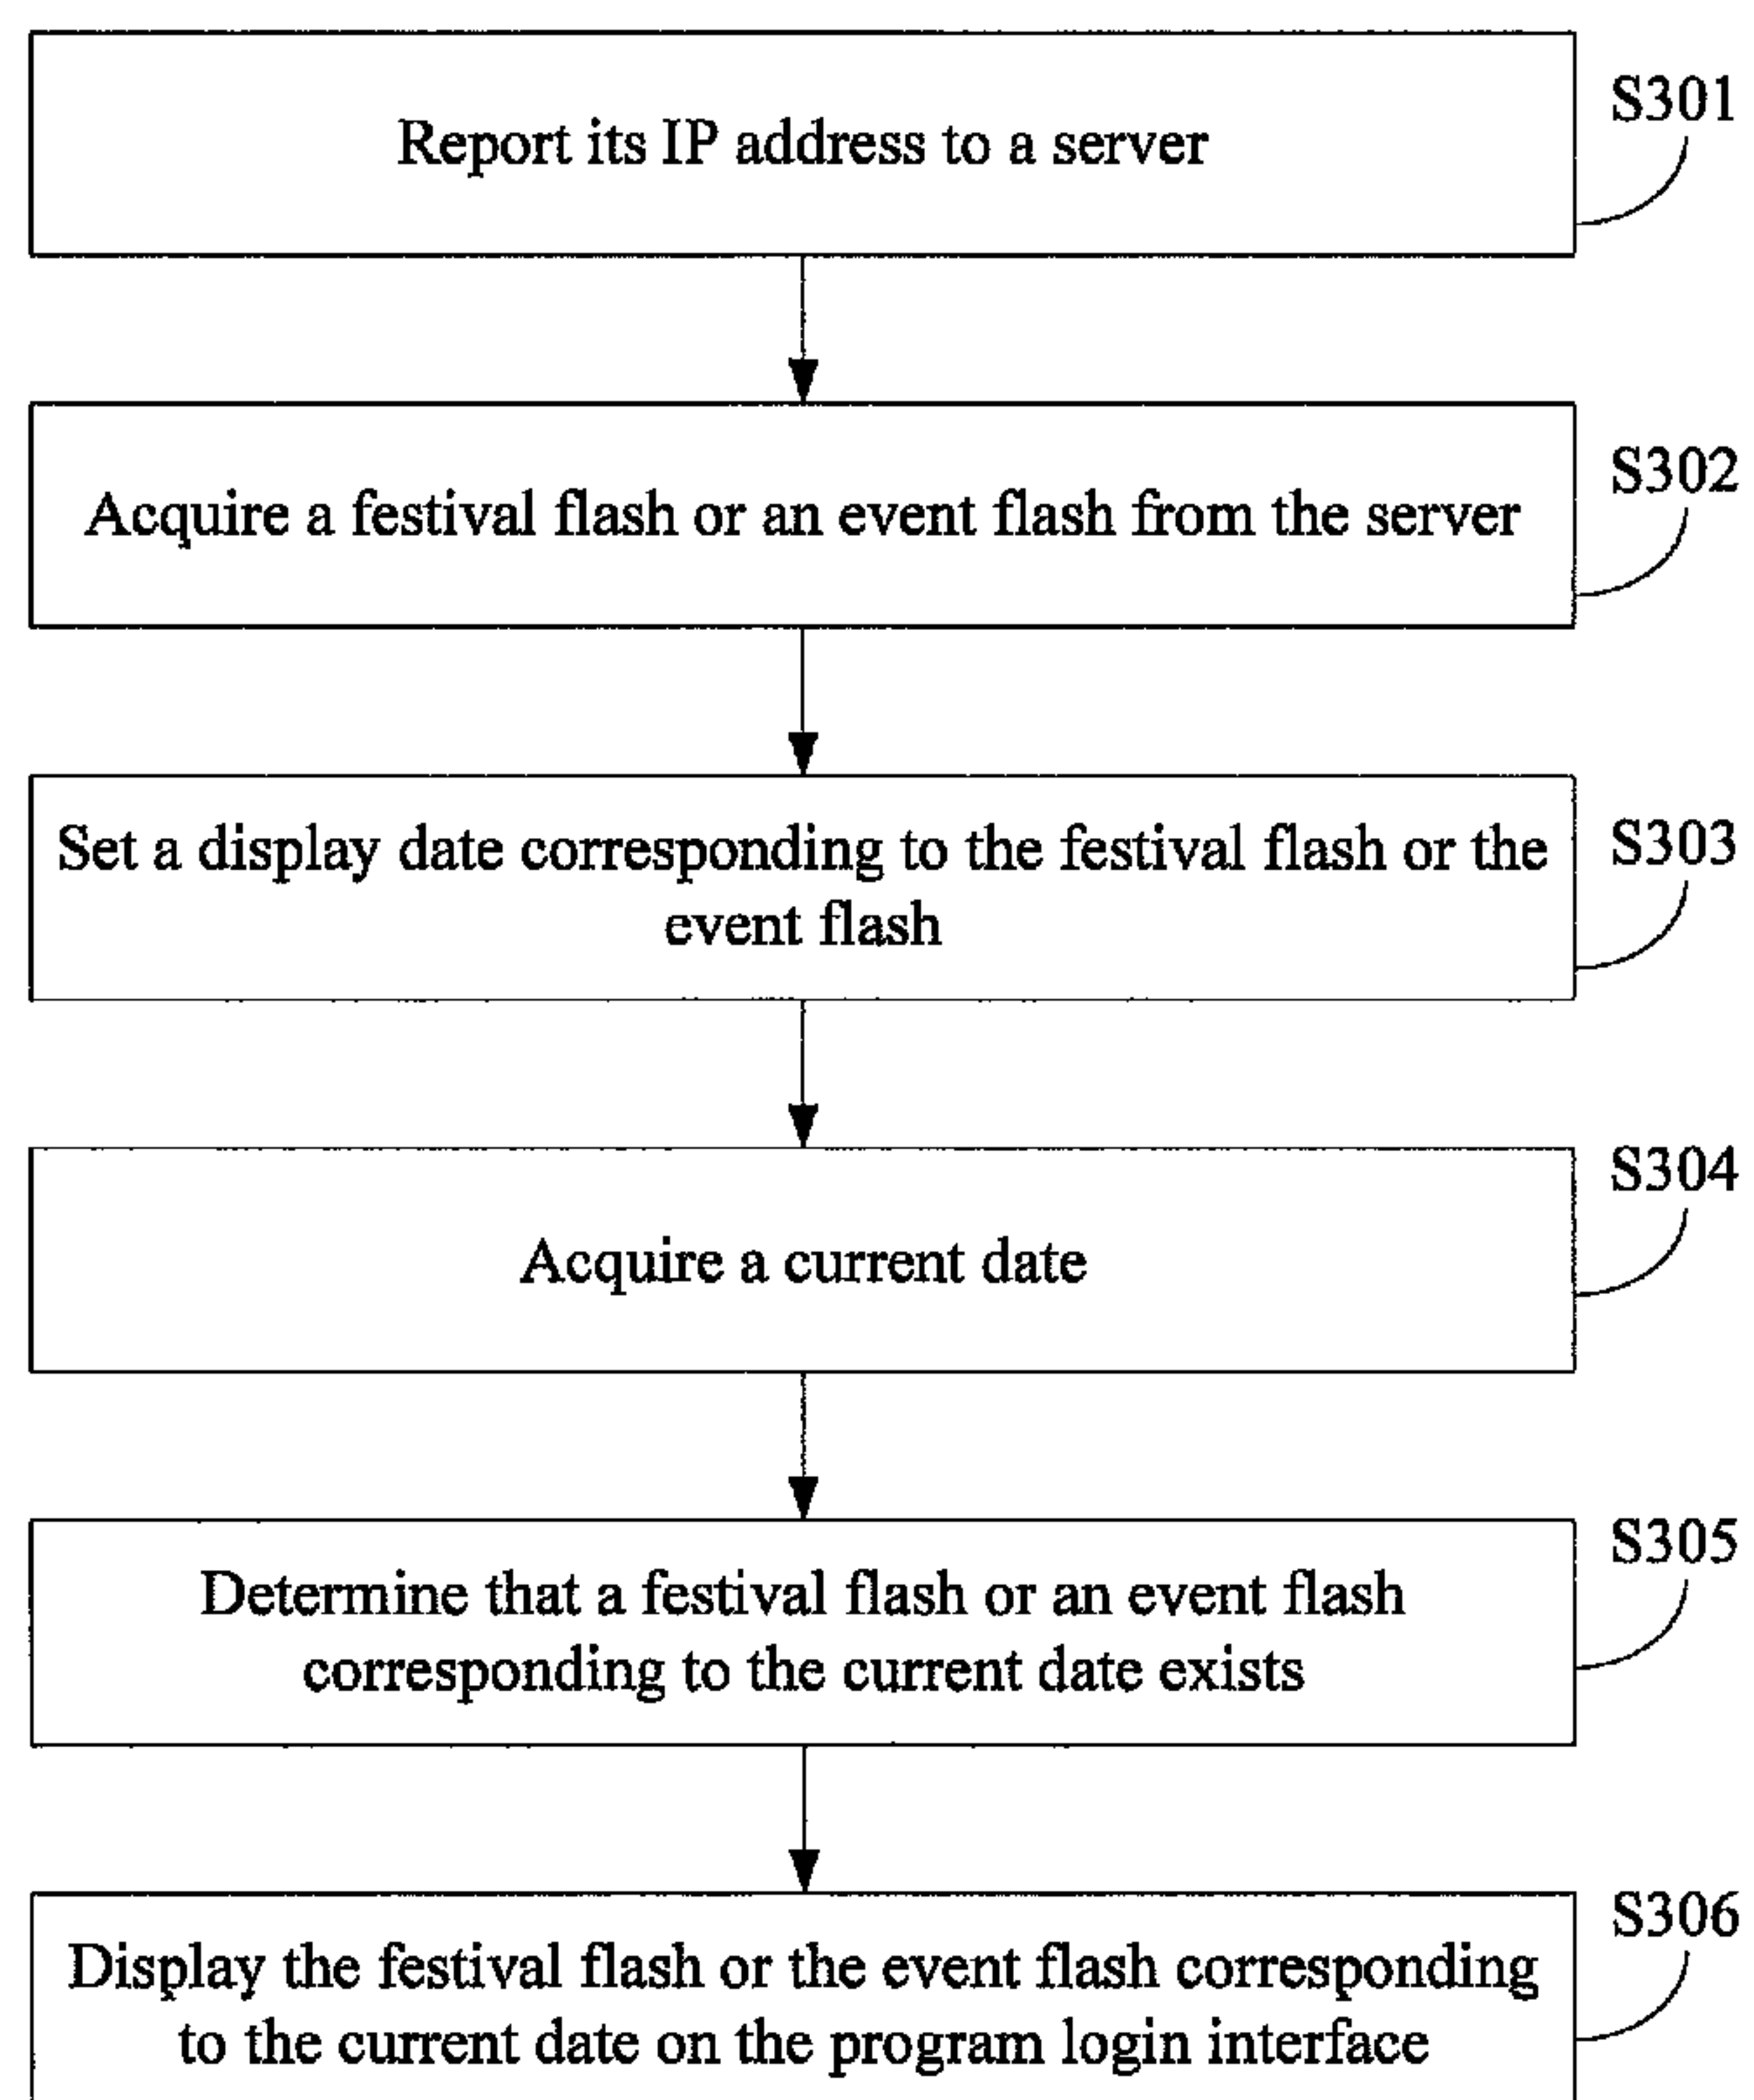 Report its IP address to a server
S301
Acquire a festival flash or an event flash from the server
S302
Set a display date corresponding to the festival flash or the
event flash
S303
Acquire a current date
S304
Determine that a festival flash or an event flash
corresponding to the current date exists
S305
Display the festival flash or the event flash corresponding
to the current date on the program login interface
S306